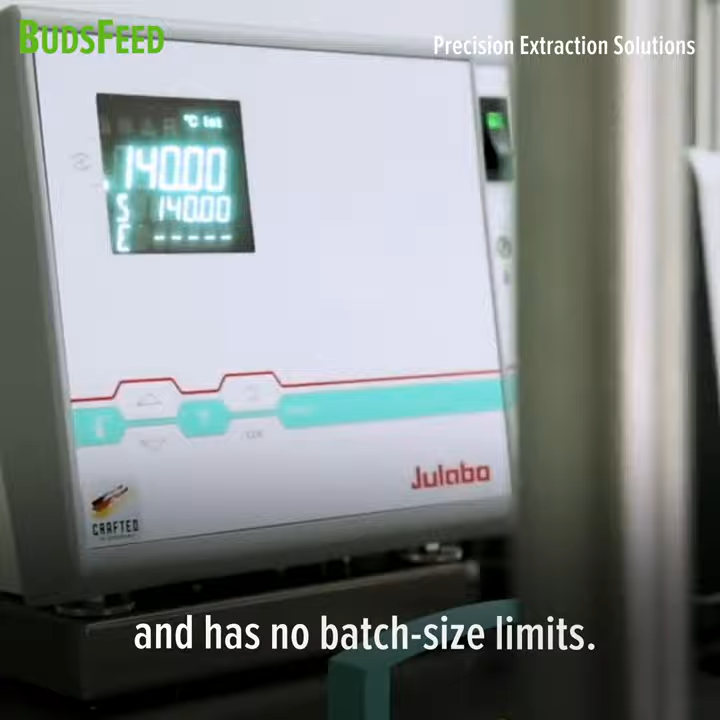 BUDSFEED
Precision Extraction Solutions
°C Int
140.00
S 140.00
E -----
Julabo
CRAFTED
and has no batch-size limits.